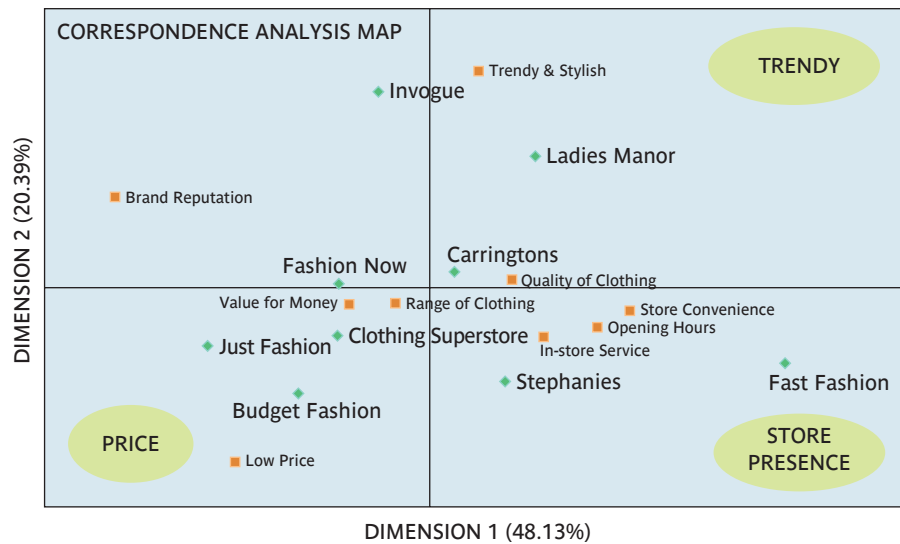 CORRESPONDENCE ANALYSIS MAP
TRENDY
Trendy & Stylish
Invogue
Ladies Manor
Brand Reputation
Carringtons
Fashion Now
Quality of Clothing
Value for Money
Range of Clothing
Store Convenience
Opening Hours
Clothing Superstore
In-store Service
Just Fashion
Stephanies
Fast Fashion
Budget Fashion
PRICE
Low Price
STORE
PRESENCE
DIMENSION 2 (20.39%)
DIMENSION 1 (48.13%)